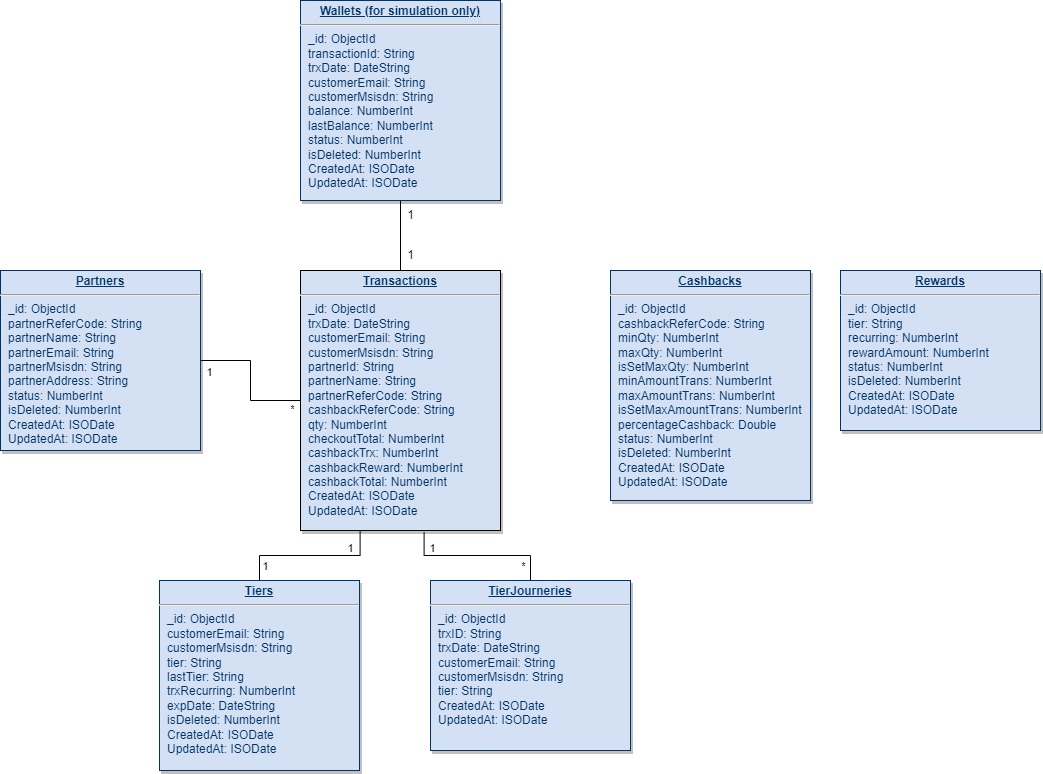 Wallets (for simulation only)
_id: ObjectId
transactionId: String
trxDate: DateString
customerEmail: String
customerMsisdn: String
balance: NumberInt
lastBalance: NumberInt
status: NumberInt
isDeleted: NumberInt
CreatedAt: ISODate
UpdatedAt: ISODate
1
1
Partners
_id: ObjectId
partnerReferCode: String
partnerName: String
partnerEmail: String
partnerMsisdn: String
partnerAddress: String
status: NumberInt
isDeleted: NumberInt
CreatedAt: ISODate
UpdatedAt: ISODate
1
*
Transactions
_id: ObjectId
trxDate: DateString
customerEmail: String
customerMsisdn: String
partnerId: String
partnerName: String
partnerReferCode: String
cashbackReferCode: String
qty: NumberInt
checkoutTotal: NumberInt
cashbackTrx: NumberInt
cashbackReward: NumberInt
cashbackTotal: NumberInt
CreatedAt: ISODate
UpdatedAt: ISODate
Cashbacks
_id: ObjectId
cashbackReferCode: String
minQty: NumberInt
maxQty: NumberInt
isSetMaxQty: NumberInt
minAmountTrans: NumberInt
maxAmountTrans: NumberInt
isSetMaxAmountTrans: NumberInt
percentageCashback: Double
status: NumberInt
isDeleted: NumberInt
CreatedAt: ISODate
UpdatedAt: ISODate
Rewards
_id: ObjectId
tier: String
recurring: NumberInt
rewardAmount: NumberInt
status: NumberInt
isDeleted: NumberInt
CreatedAt: ISODate
UpdatedAt: ISODate
1
1
1
*
Tiers
_id: ObjectId
customerEmail: String
customerMsisdn: String
tier: String
lastTier: String
trxRecurring: NumberInt
expDate: DateString
isDeleted: NumberInt
CreatedAt: ISODate
UpdatedAt: ISODate
TierJourneries
_id: ObjectId
trxID: String
trxDate: DateString
customerEmail: String
customerMsisdn: String
tier: String
CreatedAt: ISODate
UpdatedAt: ISODate